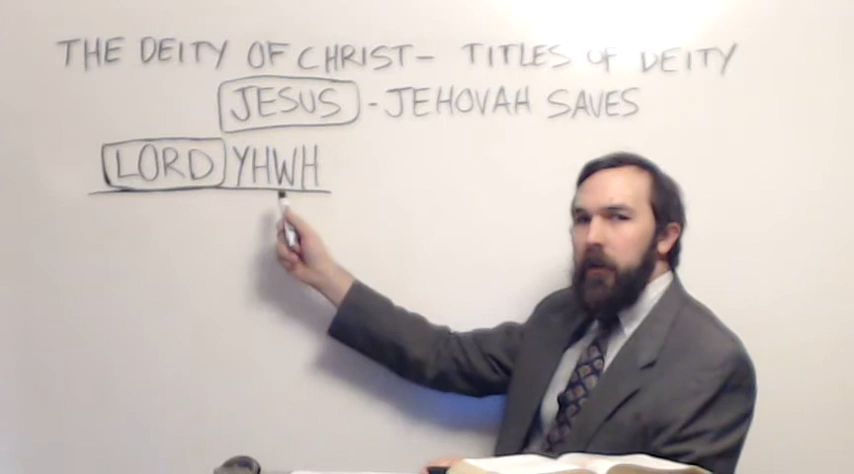 THE DEITY OF CHRIST- TITLES OF DEITY
JESUS - JEHOVAH SAVES
LORD YHWH